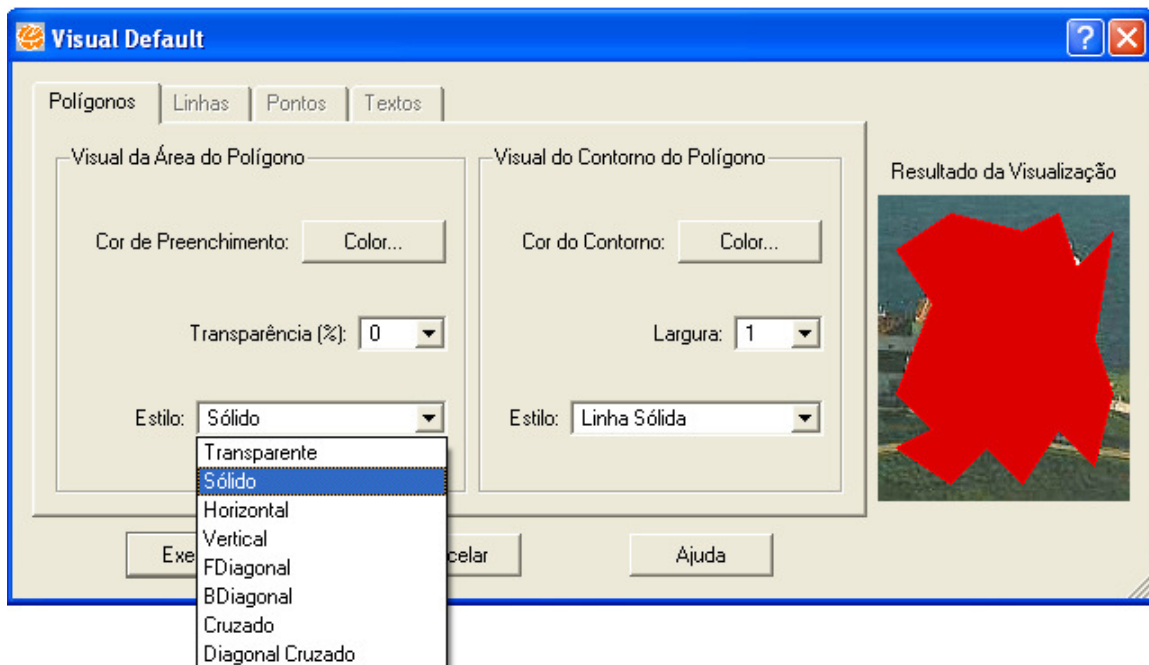 Visual Default
Polígonos Linhas Pontos Textos
Visual da Área do Polígono
Cor de Preenchimento: Color...
Transparência (%): 0
Estilo: Sólido
Transparente
Sólido
Horizontal
Vertical
FDiagonal
BDiagonal
Cruzado
Diagonal Cruzado
Visual do Contorno do Polígono
Cor do Contorno: Color...
Largura: 1
Estilo: Linha Sólida
Resultado da Visualização
Exe
celar
Ajuda